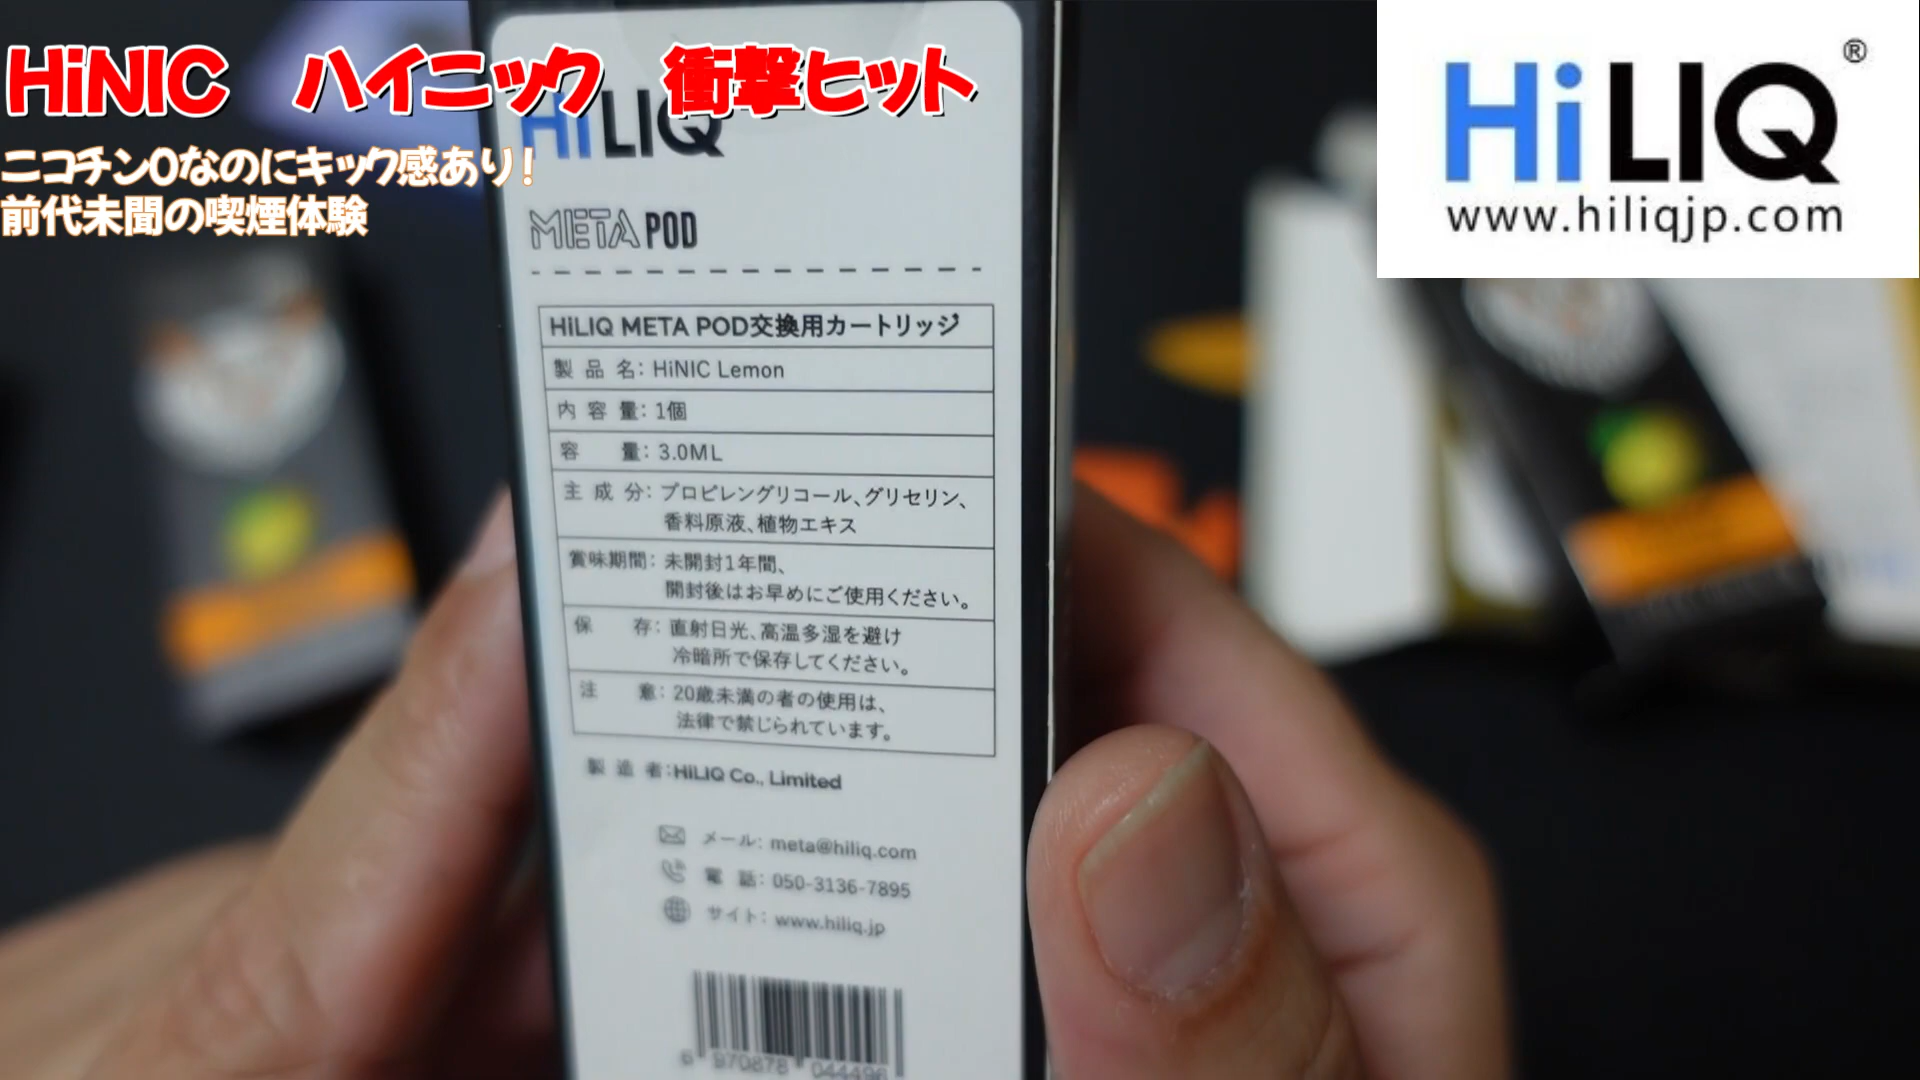 HiNIC ハイニック 衝撃ヒット
ニコチン0なのにキック感あり!
前代未聞の喫煙体験
HiLIQ ®
www.hiliqjp.com
HiLIQ
META POD
HiLIQ META POD交換用カートリッジ
製品名: HiNIC Lemon
内容量: 1個
容量: 3.0ML
主成分: プロピレングリコール、グリセリン、
香料原液、植物エキス
賞味期間: 未開封1年間、
開封後はお早めにご使用ください。
保存: 直射日光、高温多湿を避け
冷暗所で保存してください。
注意: 20歳未満の者の使用は、
法律で禁じられています。
製造者:HiLIQ Co., Limited
メール: meta@hiliq.com
電話: 050-3136-7895
サイト: www.hiliq.jp
6 970878 044496